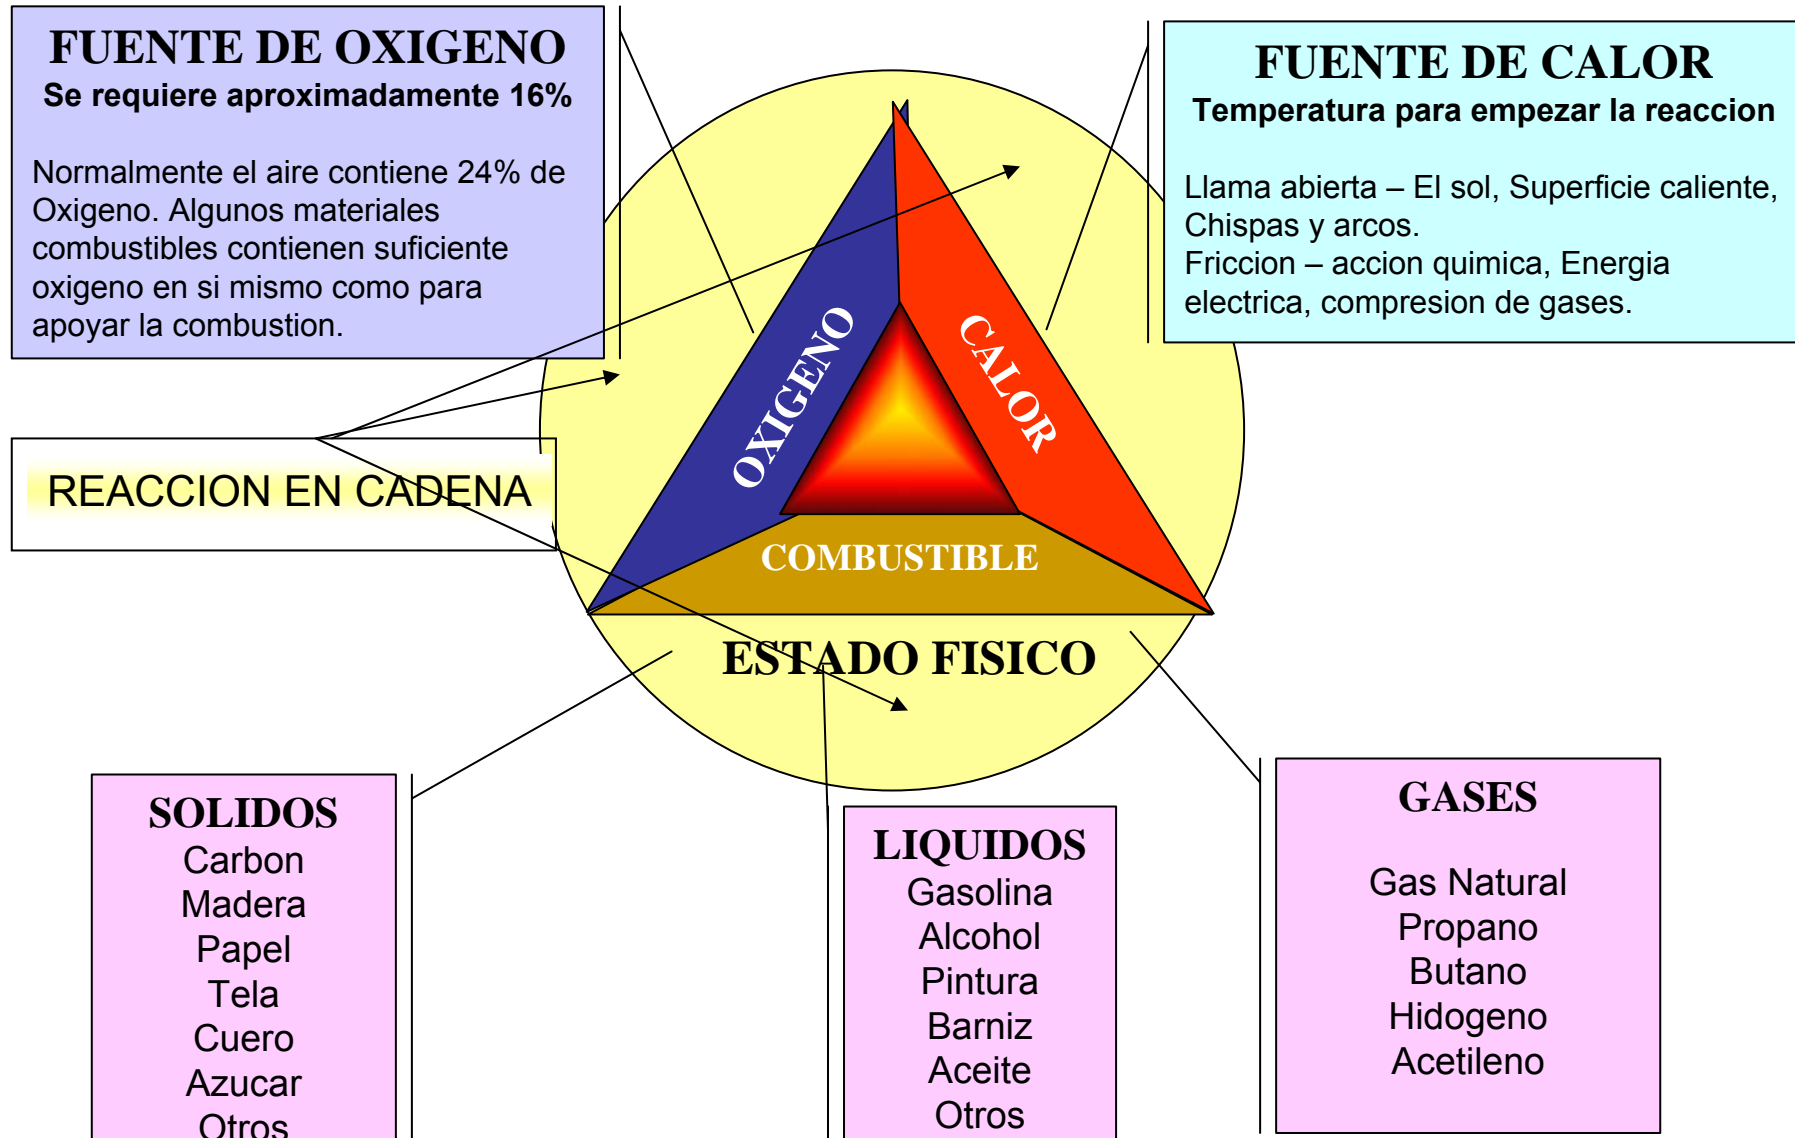 FUENTE DE OXIGENO
Se requiere aproximadamente 16%
Normalmente el aire contiene 24% de
Oxigeno. Algunos materiales
combustibles contienen suficiente
oxigeno en si mismo como para
apoyar la combustion.
FUENTE DE CALOR
Temperatura para empezar la reaccion
Llama abierta – El sol, Superficie caliente,
Chispas y arcos.
Friccion – accion quimica, Energia
electrica, compresion de gases.
OXIGENO
CALOR
REACCION EN CADENA
COMBUSTIBLE
ESTADO FISICO
SOLIDOS
Carbon
Madera
Papel
Tela
Cuero
Azucar
Otros
LIQUIDOS
Gasolina
Alcohol
Pintura
Barniz
Aceite
Otros
GASES
Gas Natural
Propano
Butano
Hidogeno
Acetileno